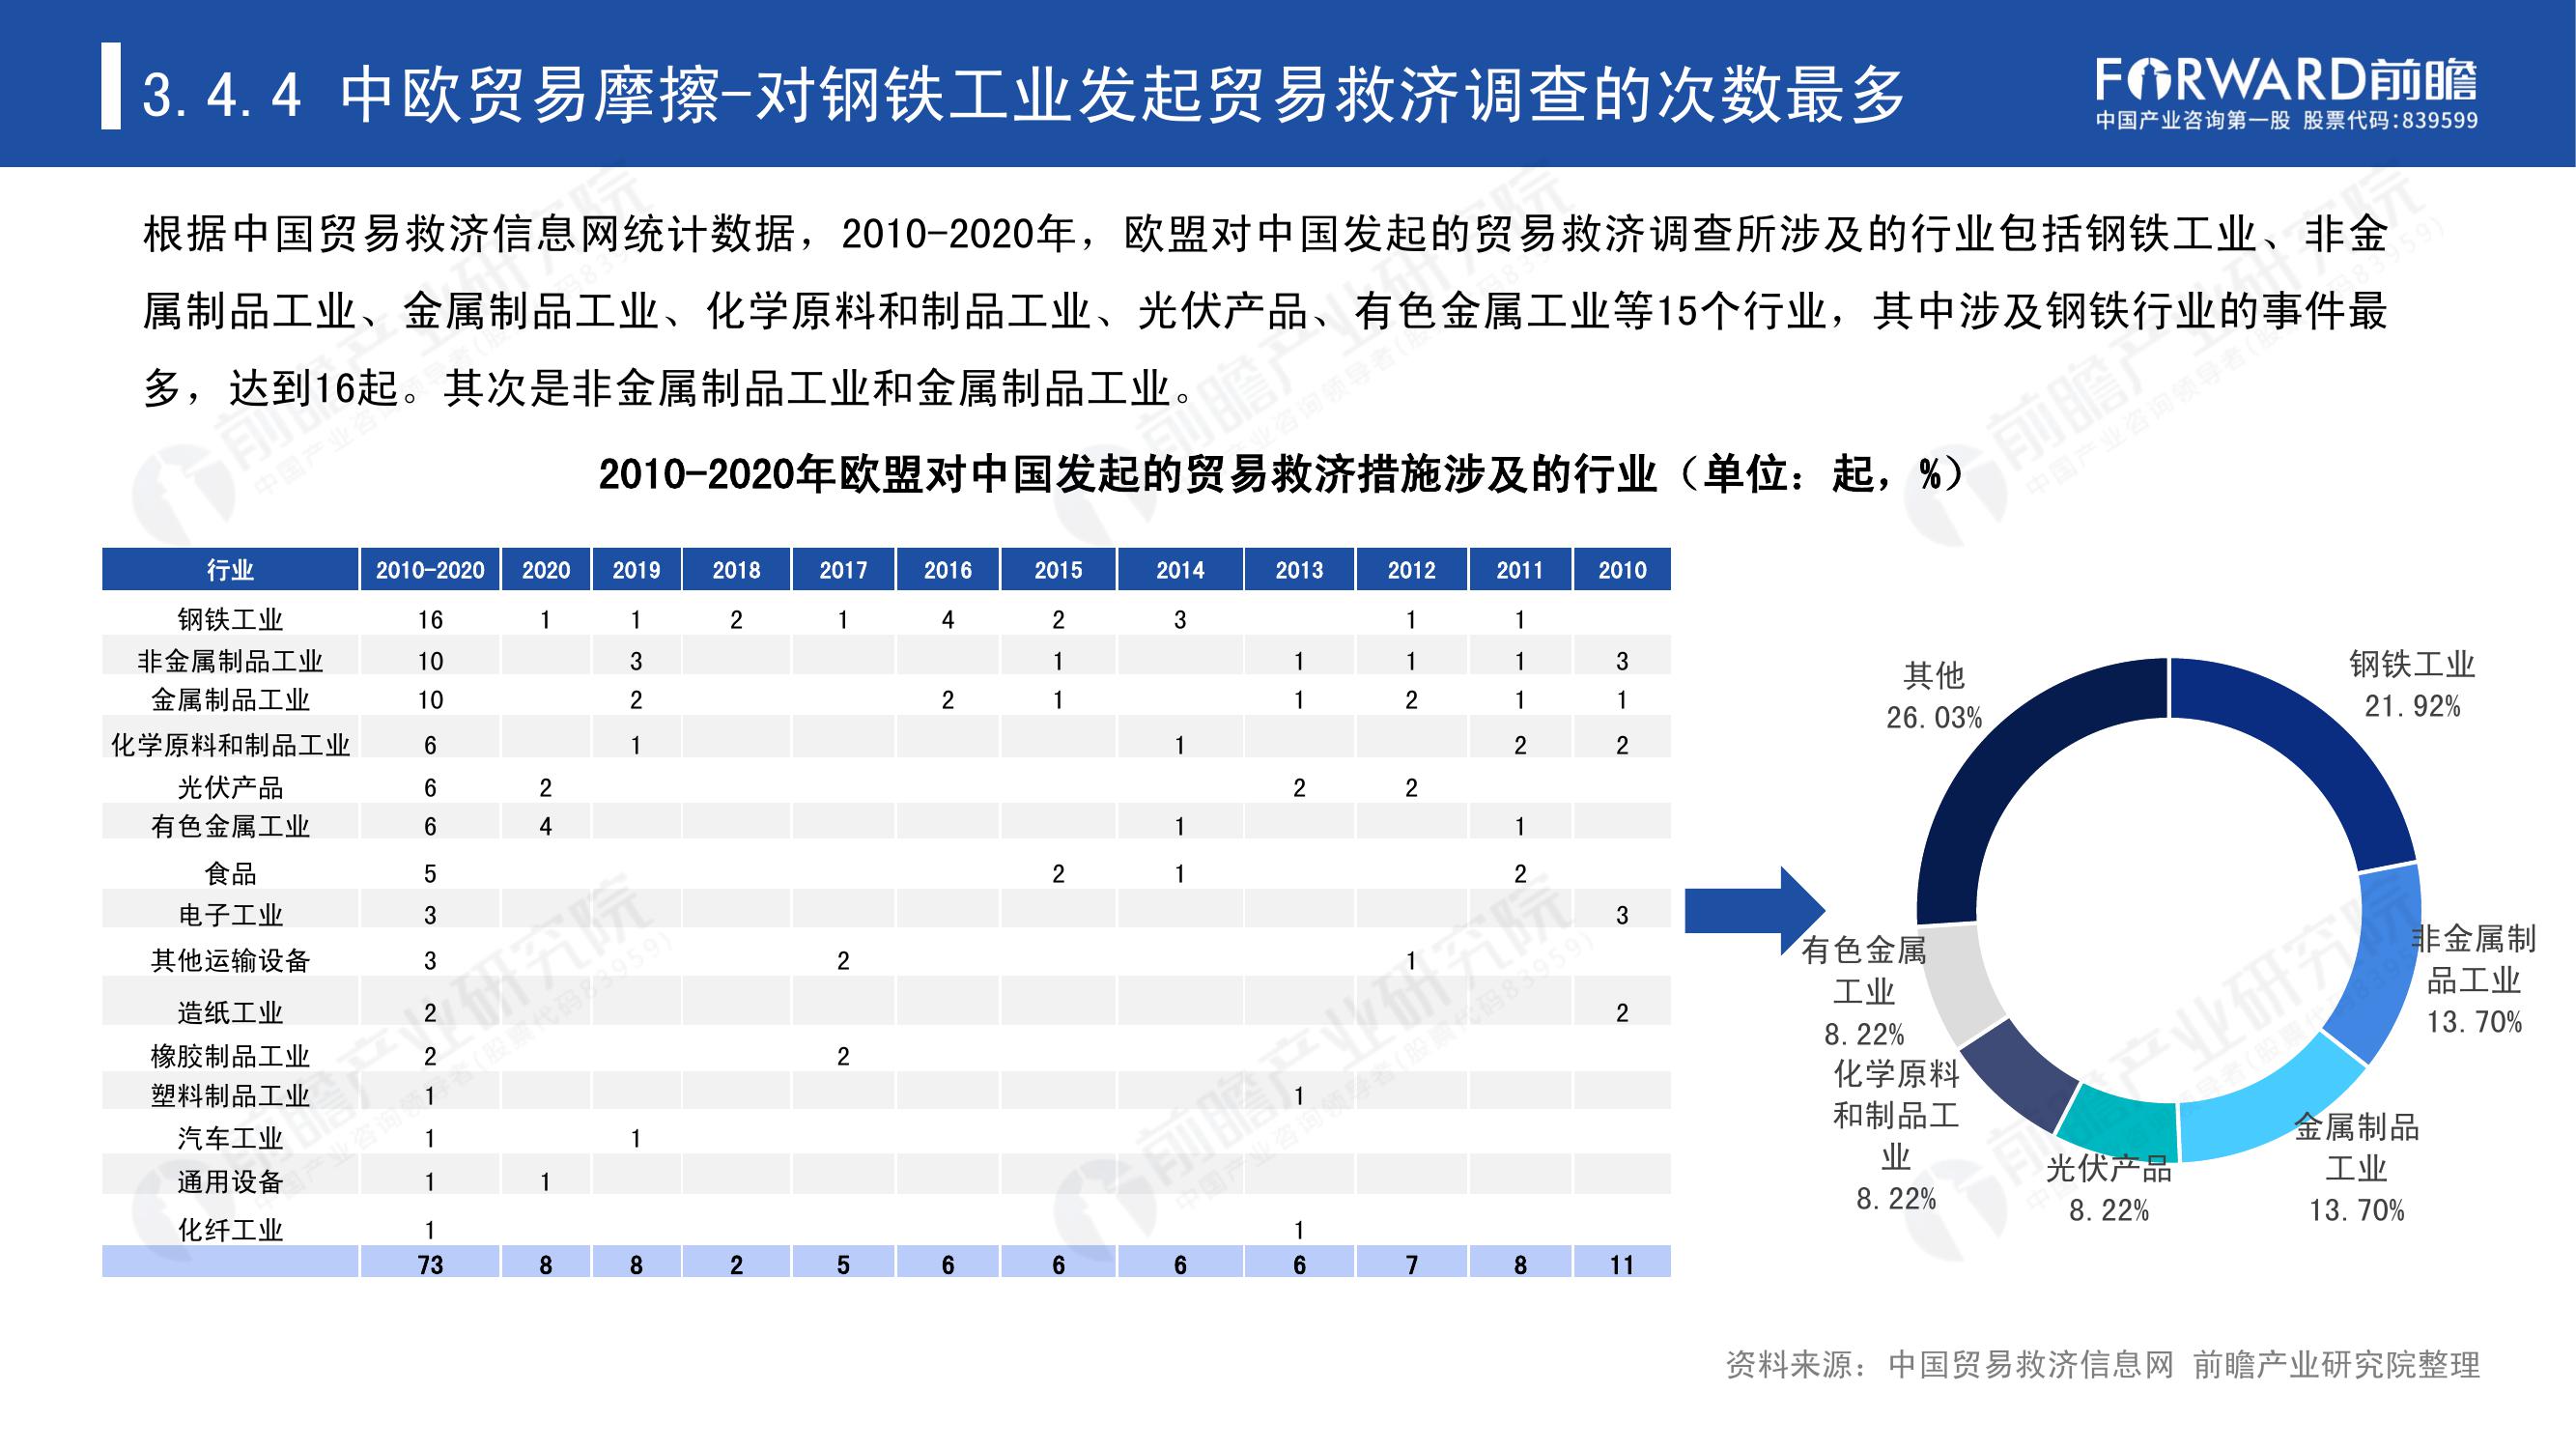 3.4.4 中欧贸易摩擦-对钢铁工业发起贸易救济调查的次数最多
FORWARD前瞻
中国产业咨询第一股 股票代码:839599
根据中国贸易救济信息网统计数据，2010-2020年，欧盟对中国发起的贸易救济调查所涉及的行业包括钢铁工业、非金
属制品工业、金属制品工业、化学原料和制品工业、光伏产品、有色金属工业等15个行业，其中涉及钢铁行业的事件最
多，达到16起。其次是非金属制品工业和金属制品工业。
2010-2020年欧盟对中国发起的贸易救济措施涉及的行业（单位：起，%）
行业 2010-2020 2020 2019 2018 2017 2016 2015 2014 2013 2012 2011 2010
钢铁工业 16 1 1 2 1 4 2 3 1 1
非金属制品工业 10 3 1 1 1 1 3
金属制品工业 10 2 2 1 1 2 1 1
化学原料和制品工业 6 1 1 2 2
光伏产品 6 2 2 2
有色金属工业 6 4 1 1
食品 5 2 1 2
电子工业 3 3
其他运输设备 3 2 1
造纸工业 2 2
橡胶制品工业 2 2
塑料制品工业 1 1
汽车工业 1 1
通用设备 1 1
化纤工业 1 1
73 8 8 2 5 6 6 6 6 7 8 11
钢铁工业
21.92%
非金属制
品工业
13.70%
金属制品
工业
13.70%
光伏产品
8.22%
化学原料
和制品工
业
8.22%
有色金属
工业
8.22%
其他
26.03%
资料来源：中国贸易救济信息网 前瞻产业研究院整理